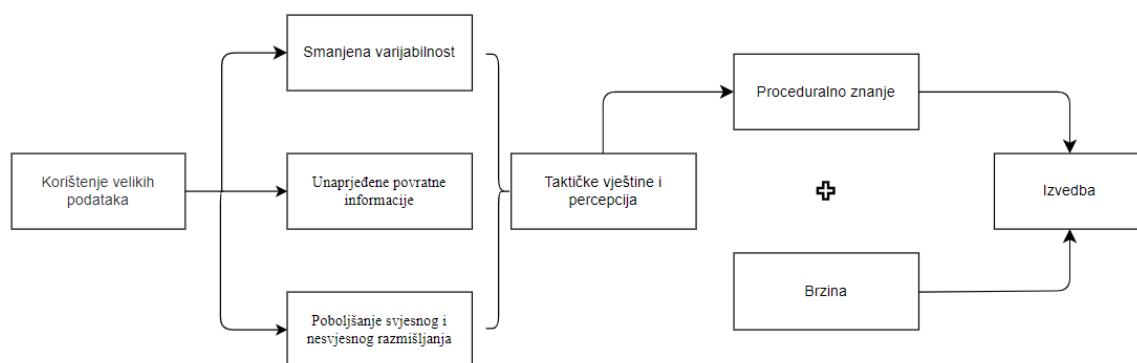 Smanjena varijabilnost
Proceduralno znanje
Korištenje velikih
podataka
Unaprjeđene povratne
informacije
Taktičke vještine i
percepcija
Izvedba
Brzina
Poboljšanje svjesnog i
nesvjesnog razmišljanja